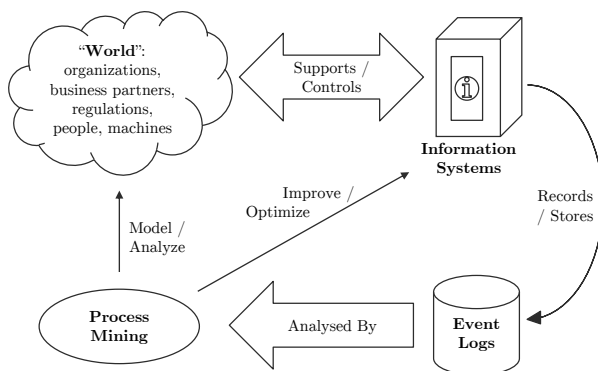 “World”:
organizations,
business partners,
regulations,
people, machines
Supports /
Controls
i
Information
Systems
Improve /
Optimize
Records
/ Stores
Model /
Analyze
Process
Mining
Analysed By
Event
Logs